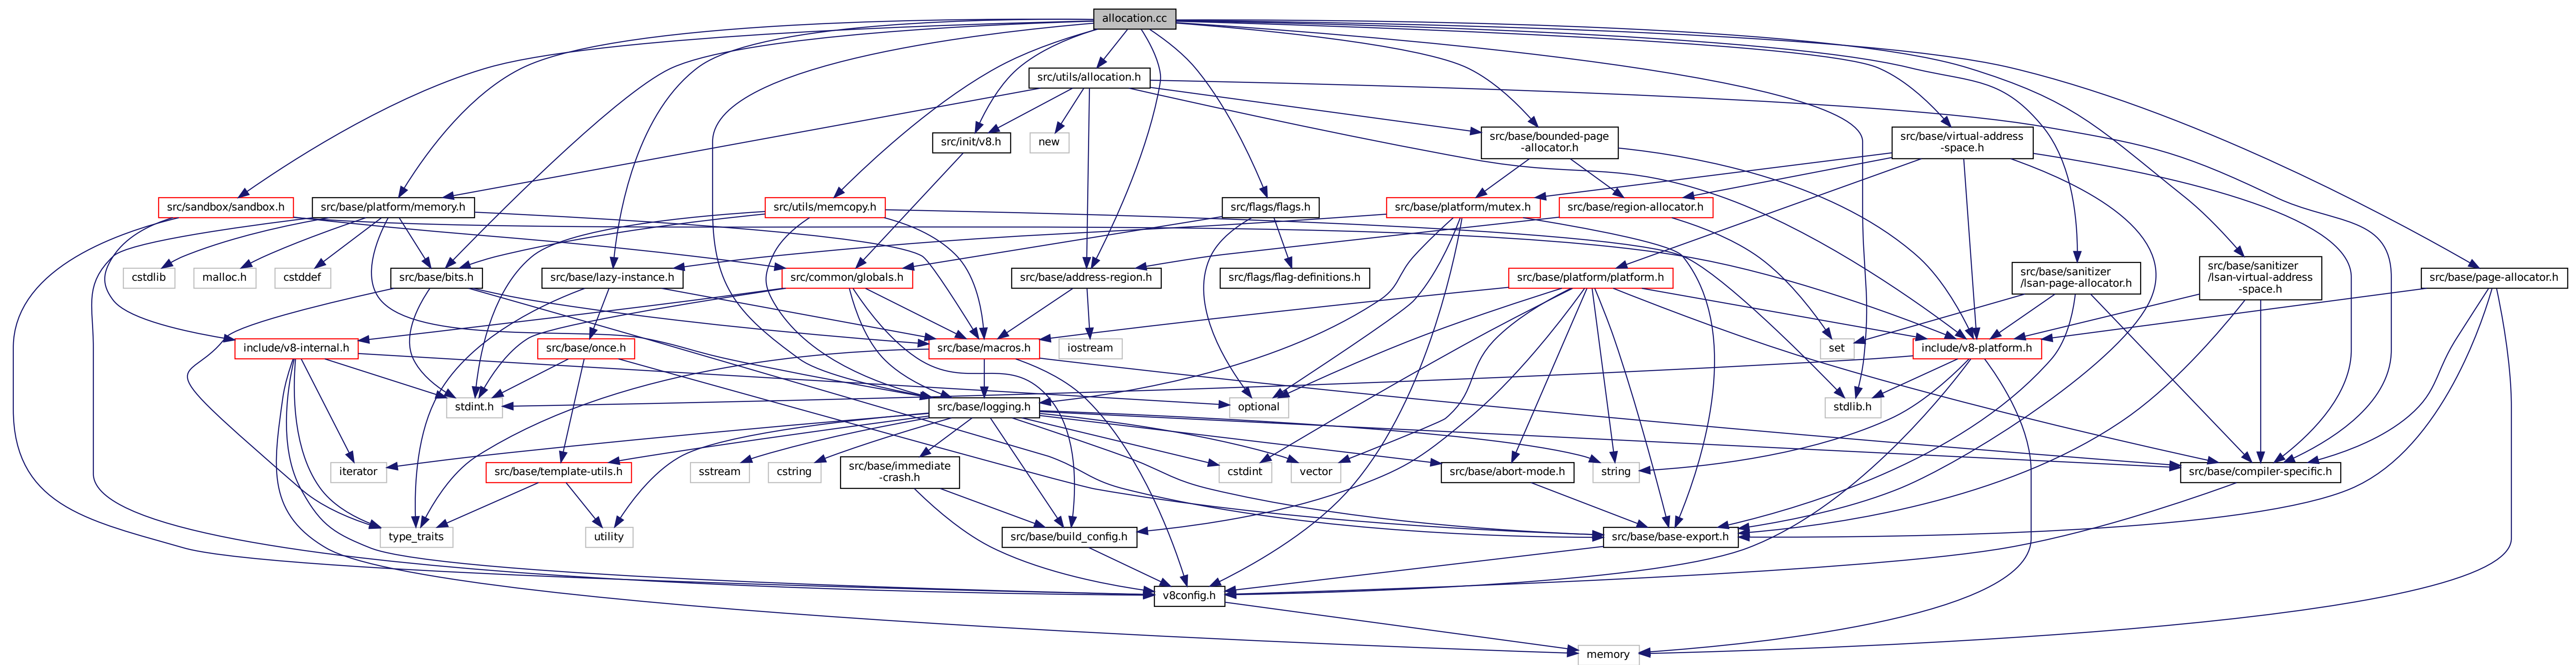 allocation.cc
src/utils/allocation.h
src/init/v8.h
new
src/base/bounded-page
-allocator.h
src/base/virtual-address
-space.h
src/sandbox/sandbox.h
src/base/platform/memory.h
src/utils/memcopy.h
src/flags/flags.h
src/base/platform/mutex.h
src/base/region-allocator.h
cstdlib
malloc.h
cstddef
src/base/bits.h
src/base/lazy-instance.h
src/common/globals.h
src/base/address-region.h
src/flags/flag-definitions.h
src/base/platform/platform.h
src/base/sanitizer
/lsan-page-allocator.h
src/base/sanitizer
/lsan-virtual-address
-space.h
src/base/page-allocator.h
include/v8-internal.h
src/base/once.h
src/base/macros.h
iostream
set
include/v8-platform.h
stdint.h
src/base/logging.h
optional
stdlib.h
iterator
src/base/template-utils.h
sstream
cstring
src/base/immediate
-crash.h
cstdint
vector
src/base/abort-mode.h
string
src/base/compiler-specific.h
type_traits
utility
src/base/build_config.h
src/base/base-export.h
v8config.h
memory